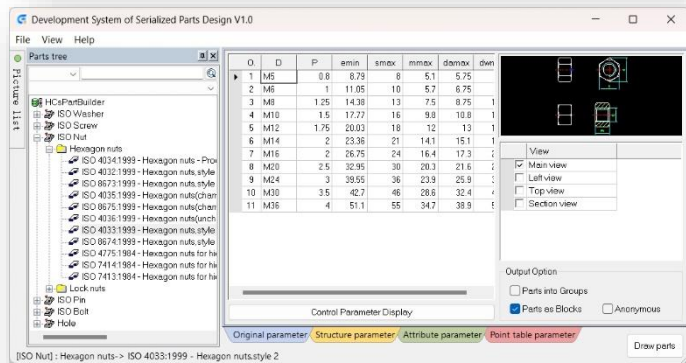 Development System of Serialized Parts Design V1.0
File View Help
Parts tree
Picture list
HCsPartBuilder
ISO Washer
ISO Screw
ISO Nut
Hexagon nuts
ISO 4034:1999 - Hexagon nuts - Pro
ISO 4032:1999 - Hexagon nuts,style
ISO 8673:1999 - Hexagon nuts,style
ISO 4035:1999 - Hexagon nuts(cham
ISO 8675:1999 - Hexagon nuts(cham
ISO 4036:1999 - Hexagon nuts(unch
ISO 4033:1999 - Hexagon nuts,style
ISO 8674:1999 - Hexagon nuts,style
ISO 4775:1984 - Hexagon nuts for hi
ISO 7414:1984 - Hexagon nuts for hi
ISO 7413:1984 - Hexagon nuts for hi
Lock nuts
ISO Pin
ISO Bolt
Hole
O. D P emin smax mmax damax dwn
1 M5 0.8 8.79 8 5.1 5.75
2 M6 1 11.05 10 5.7 6.75
3 M8 1.25 14.38 13 7.5 8.75 1
4 M10 1.5 17.77 16 9.8 10.8 1
5 M12 1.75 20.03 18 12 13
6 M14 2 23.36 21 14.1 15.1 1
7 M16 2 26.75 24 16.4 17.3 2
8 M20 2.5 32.95 30 20.3 21.6 2
9 M24 3 39.55 36 23.9 25.9 3
10 M30 3.5 42.7 46 28.6 32.4
11 M36 4 51.1 55 34.7 38.9 5
Control Parameter Display
Original parameter Structure parameter Attribute parameter Point table parameter
View
Main view
Left view
Top view
Section view
Output Option
Parts into Groups
Parts as Blocks Anonymous
Draw parts
[ISO Nut] : Hexagon nuts-> ISO 4033:1999 - Hexagon nuts.style 2